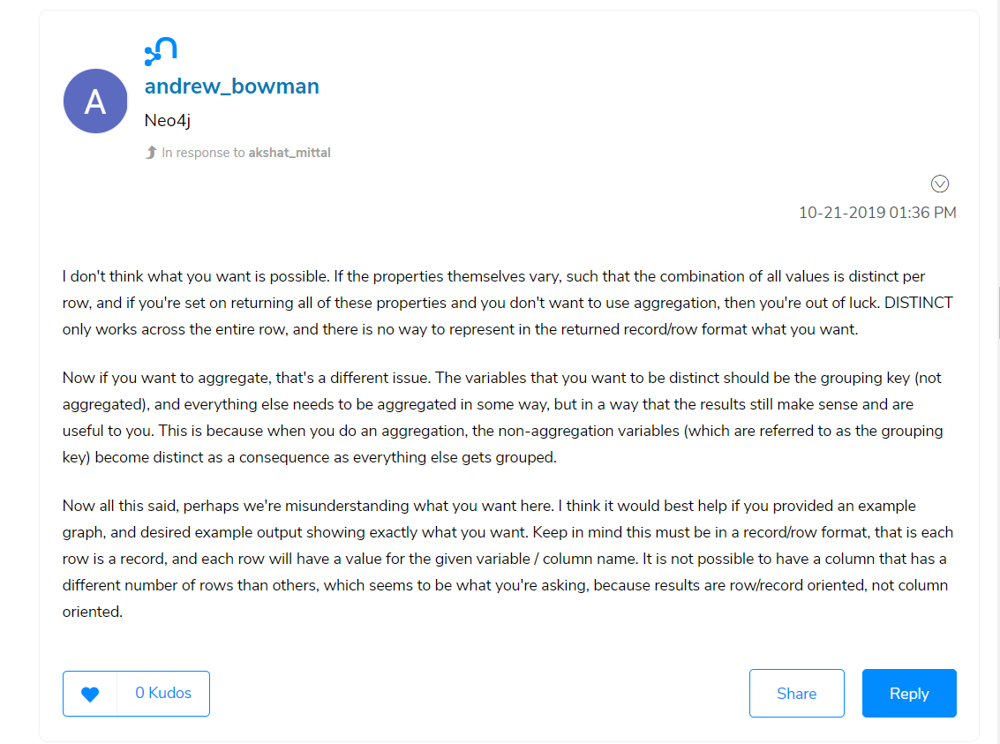 andrew_bowman
A
Neo4j
In response to akshat_mittal
10-21-2019 01:36 PM
I don't think what you want is possible. If the properties themselves vary, such that the combination of all values is distinct per
row, and if you're set on returning all of these properties and you don't want to use aggregation, then you're out of luck. DISTINCT
only works across the entire row, and there is no way to represent in the returned record/row format what you want.
Now if you want to aggregate, that's a different issue. The variables that you want to be distinct should be the grouping key (not
aggregated), and everything else needs to be aggregated in some way, but in a way that the results still make sense and are
useful to you. This is because when you do an aggregation, the non-aggregation variables (which are referred to as the grouping
key) become distinct as a consequence as everything else gets grouped.
Now all this said, perhaps we're misunderstanding what you want here. I think it would best help if you provided an example
graph, and desired example output showing exactly what you want. Keep in mind this must be in a record/row format, that is each
row is a record, and each row will have a value for the given variable / column name. It is not possible to have a column that has a
different number of rows than others, which seems to be what you're asking, because results are row/record oriented, not column
oriented.
0 Kudos
Share
Reply